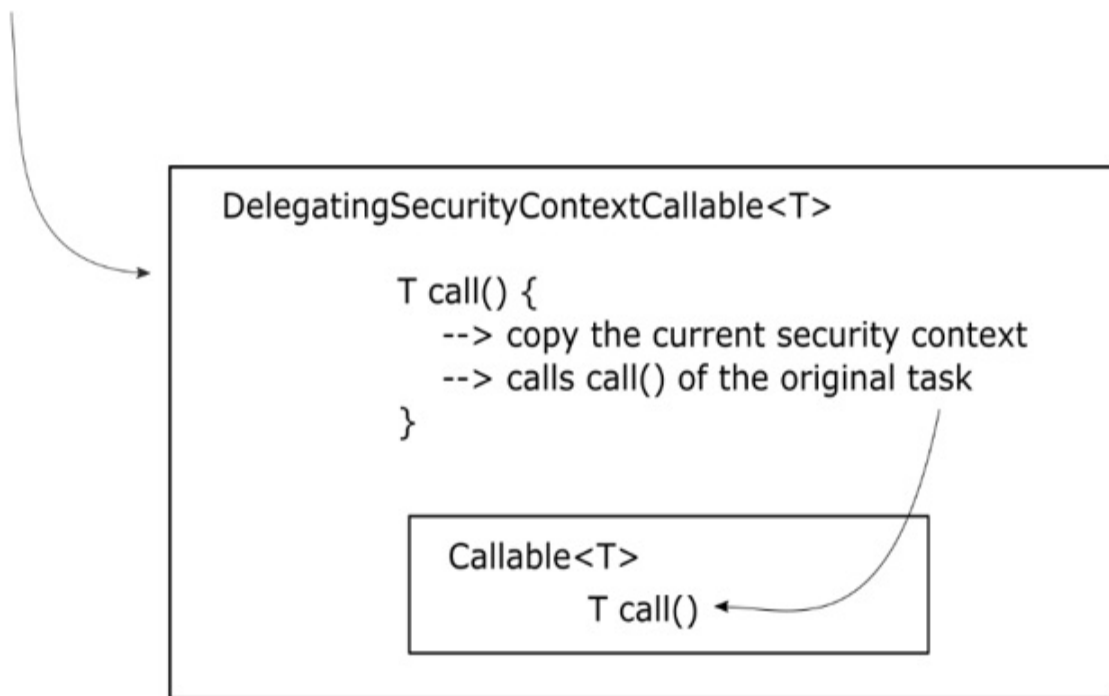 DelegatingSecurityContextCallable<T>
T call() {
--> copy the current security context
--> calls call() of the original task
}
Callable<T>
T call()